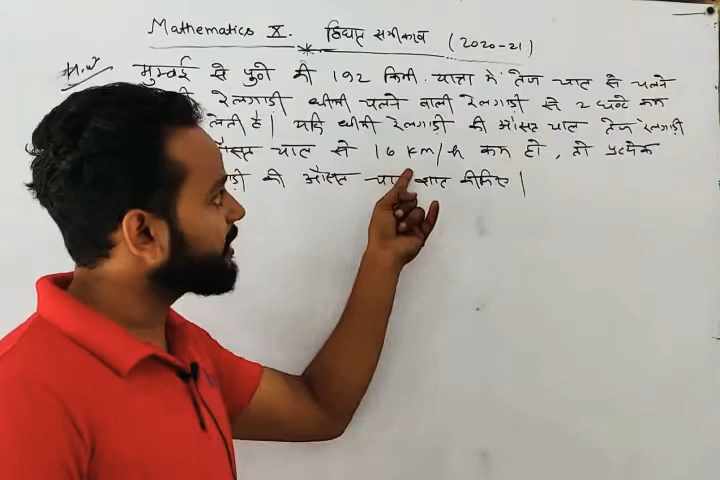 Mathematics X. द्विघात समीकरण (2020-21)
H.W मुम्बई से पुणे की 192 किमी. यात्रा में तेज चाल से चलने
रेलगाड़ी धीमी चलने वाली रेलगाड़ी से 2 घण्टे कम
लेती है। यदि धीमी रेलगाड़ी की औसत चाल तेज रेलगाड़ी
चाल से 16 km/h कम हो, तो प्रत्येक
की औसत ज्ञात कीजिए।